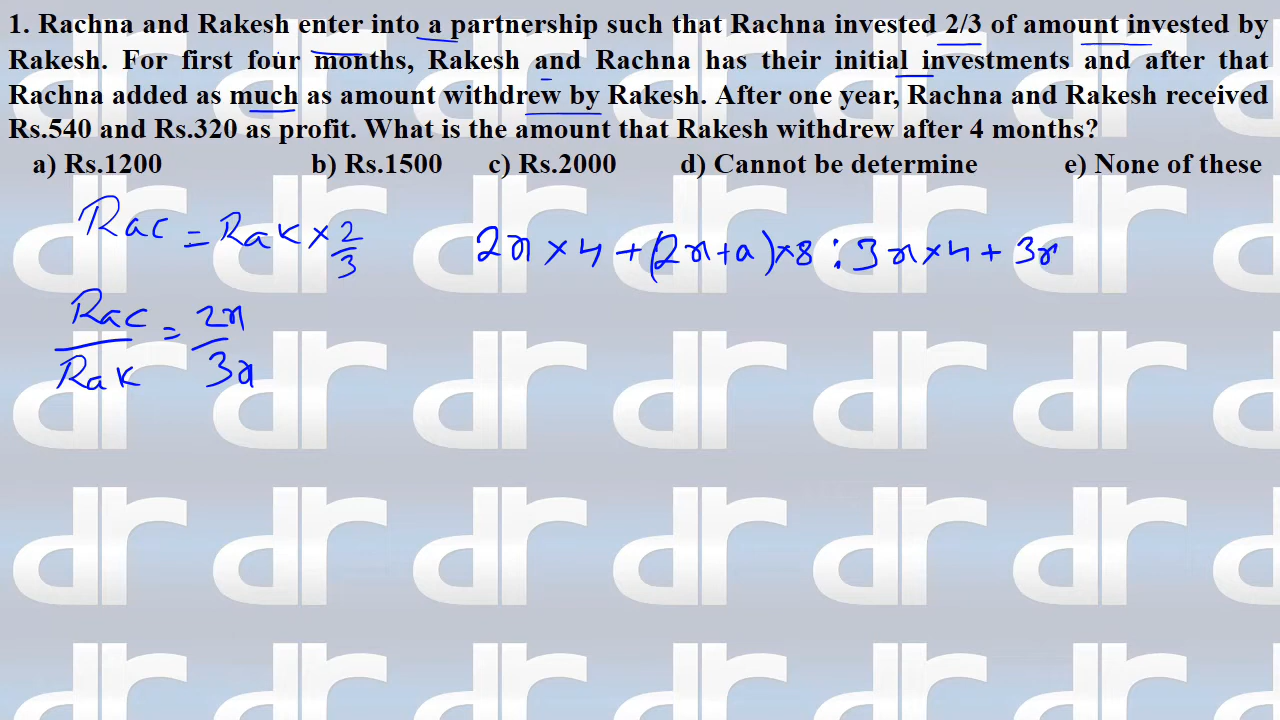 1. Rachna and Rakesh enter into a partnership such that Rachna invested 2/3 of amount invested by
Rakesh. For first four months, Rakesh and Rachna has their initial investments and after that
Rachna added as much as amount withdrew by Rakesh. After one year, Rachna and Rakesh received
Rs.540 and Rs.320 as profit. What is the amount that Rakesh withdrew after 4 months?
a) Rs.1200 b) Rs.1500 c) Rs.2000 d) Cannot be determine e) None of these
Rac = Rak × 2/3
2x × 4 + (2x+a) × 8 : 3x × 4 + 3x
Rac/Rak = 2x/3x